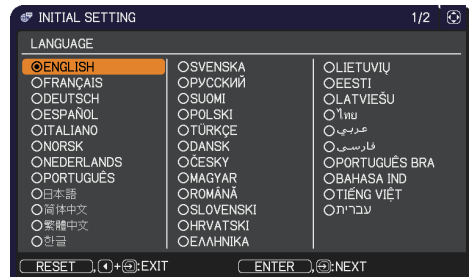 INITIAL SETTING 1/2
LANGUAGE
ENGLISH
FRANÇAIS
DEUTSCH
ESPAÑOL
ITALIANO
NORSK
NEDERLANDS
PORTUGUÊS
日本語
简体中文
繁體中文
한글
SVENSKA
РУССКИЙ
SUOMI
POLSKI
TÜRKÇE
DANSK
ČESKY
MAGYAR
ROMÂNĂ
SLOVENSKI
HRVATSKI
ΕΛΛΗΝΙΚΑ
LIETUVIŲ
EESTI
LATVIEŠU
ไทย
عربي
فارسی
PORTUGUÊS BRA
BAHASA IND
TIẾNG VIỆT
עברית
RESET ,+:EXIT ENTER ,:NEXT